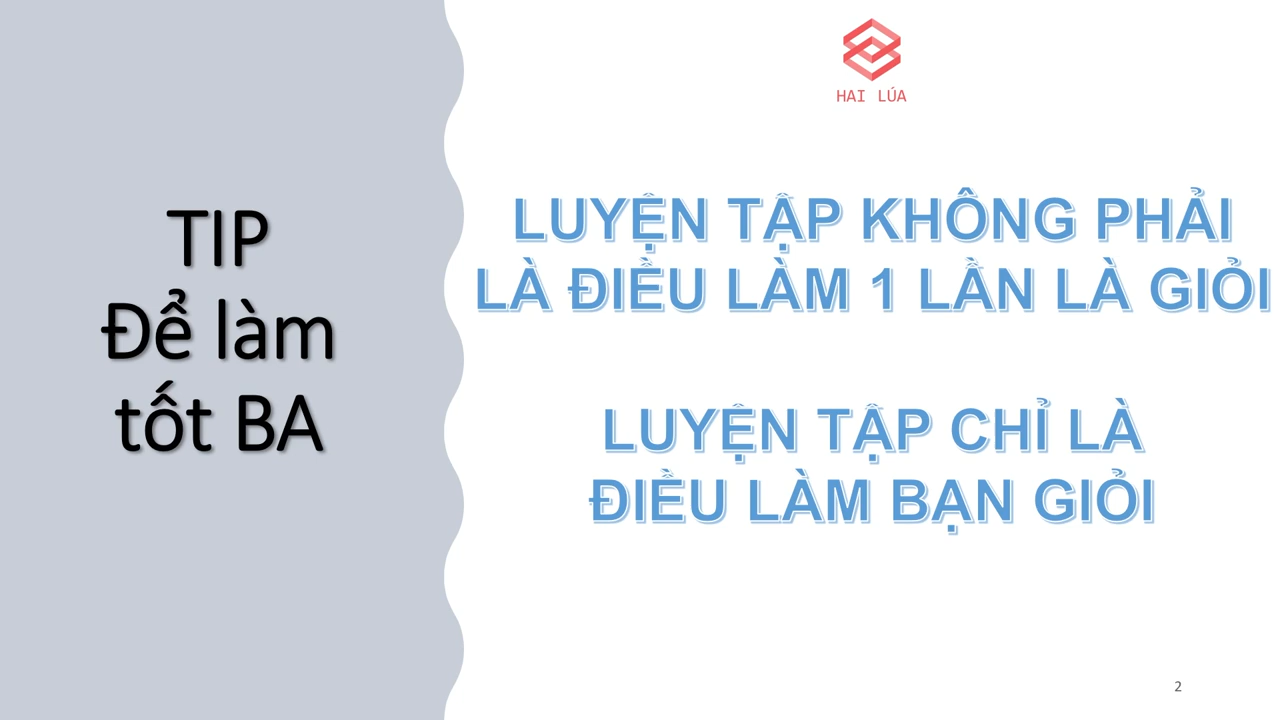 HAI LÚA
TIP
Để làm
tốt BA
LUYỆN TẬP KHÔNG PHẢI
LÀ ĐIỀU LÀM 1 LẦN LÀ GIỎI
LUYỆN TẬP CHỈ LÀ
ĐIỀU LÀM BẠN GIỎI
2